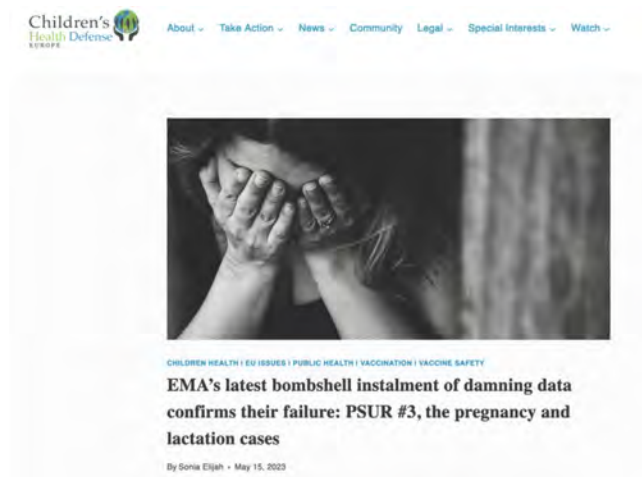 Children's
Health Defense
EUROPE
About Take Action News Community Legal Special Interests Watch
CHILDREN HEALTH I EU ISSUES I PUBLIC HEALTH I VACCINATION I VACCINE SAFETY
EMA's latest bombshell instalment of damning data
confirms their failure: PSUR #3, the pregnancy and
lactation cases
By Sonia Elijah • May 15, 2023